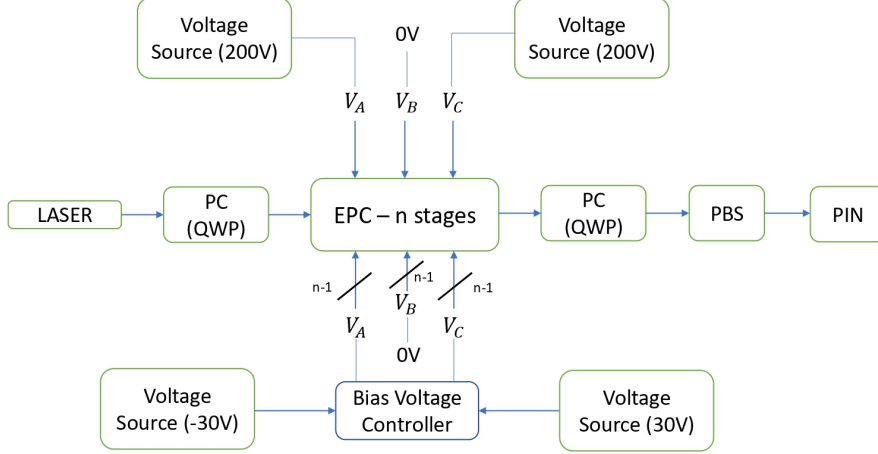 Voltage
Source (200V)
0V
Voltage
Source (200V)
V_A
V_B
V_C
LASER
PC
(QWP)
EPC – n stages
PC
(QWP)
PBS
PIN
n-1
n-1
n-1
V_B
V_A
V_C
0V
Voltage
Source (-30V)
Bias Voltage
Controller
Voltage
Source (30V)